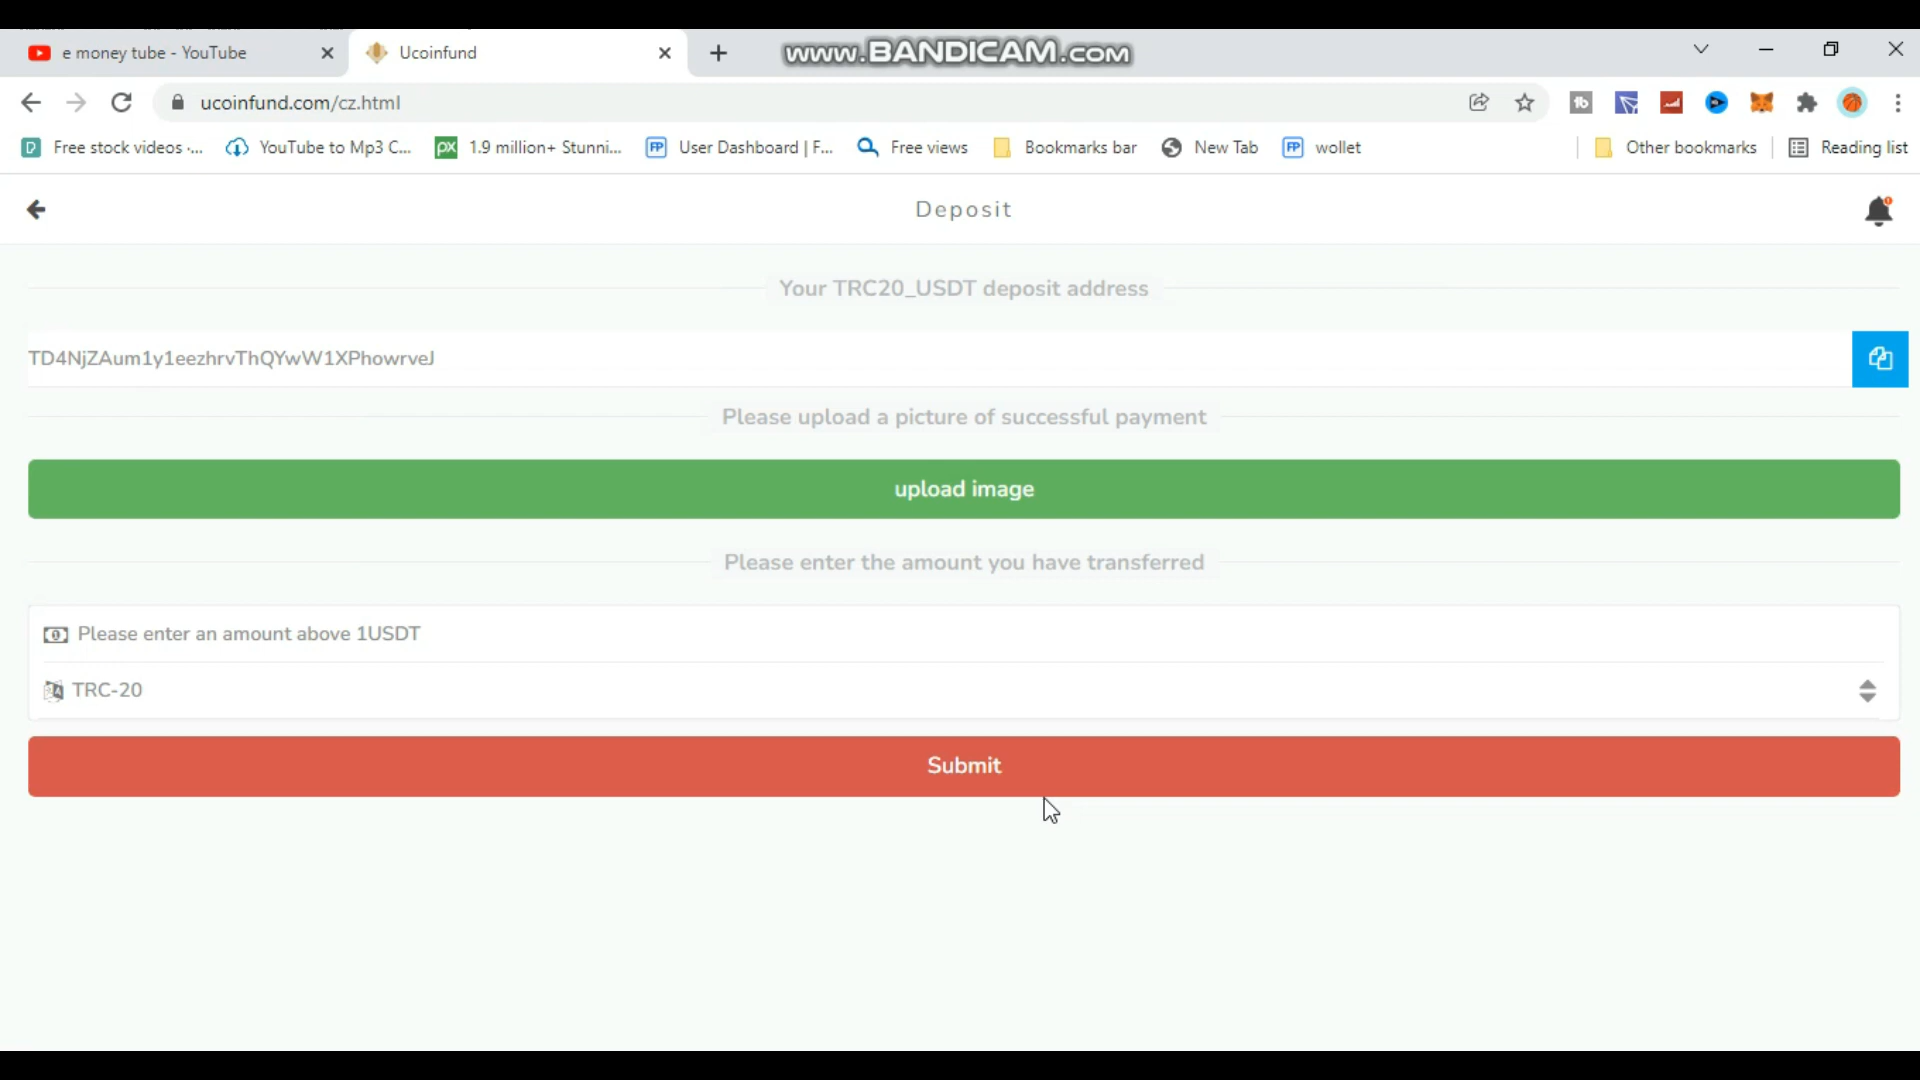 www.BANDICAM.com
e money tube - YouTube
Ucoinfund
ucoinfund.com/cz.html
Free stock videos -...
YouTube to Mp3 C...
1.9 million+ Stunni...
User Dashboard | F...
Free views
Bookmarks bar
New Tab
wollet
Other bookmarks
Reading list
Deposit
Your TRC20_USDT deposit address
TD4NjZAum1y1eezhrvThQYwW1XPhowrveJ
Please upload a picture of successful payment
upload image
Please enter the amount you have transferred
Please enter an amount above 1USDT
TRC-20
Submit